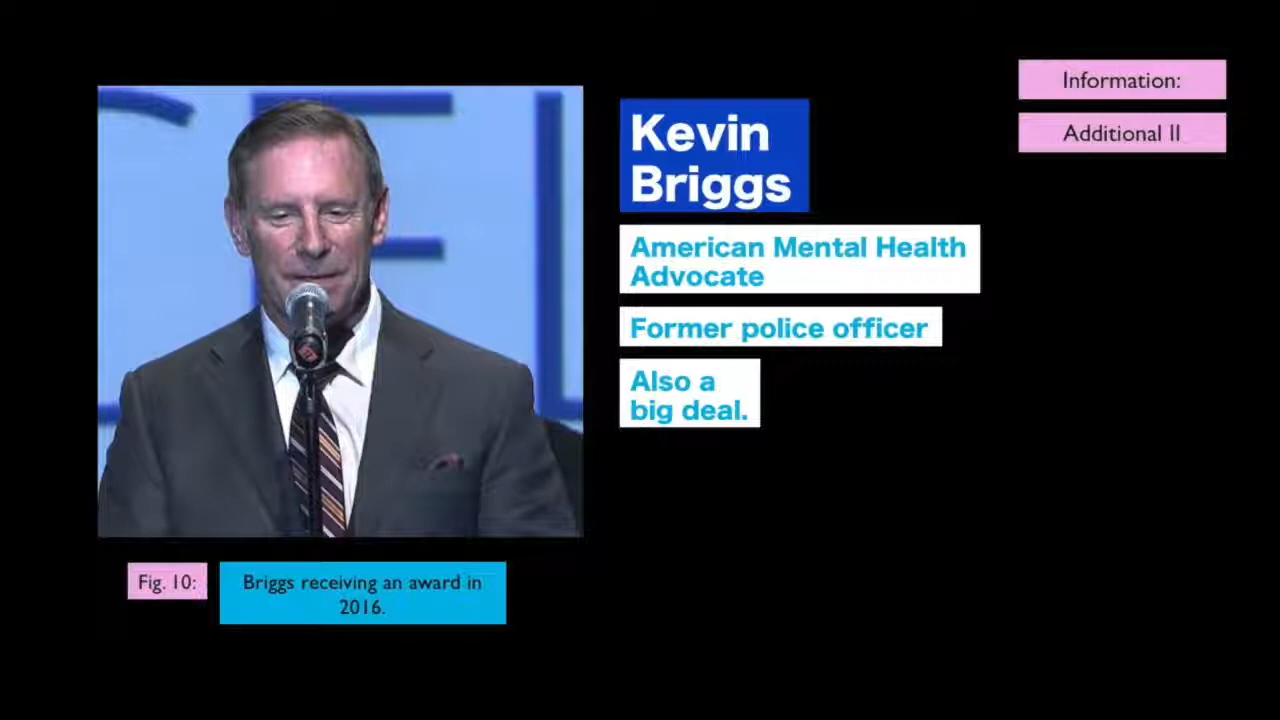 Information:
Additional II
Kevin
Briggs
American Mental Health
Advocate
Former police officer
Also a
big deal.
Fig. 10:
Briggs receiving an award in
2016.